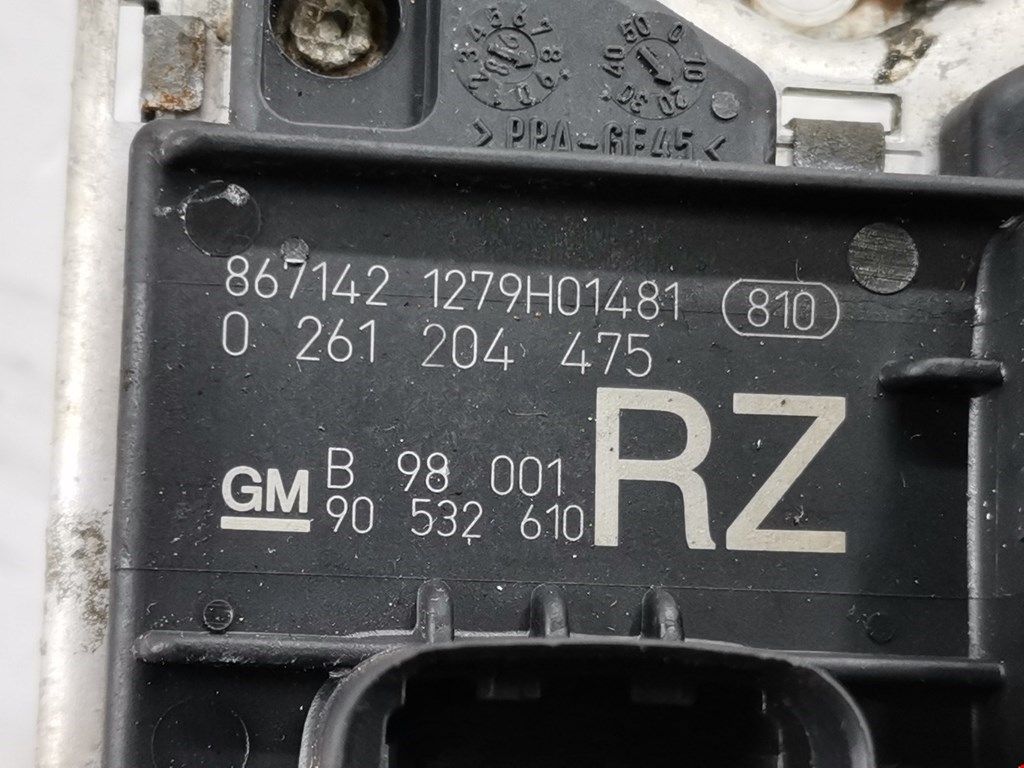 >PPA-GF45<
867142 1279H01481 810
0 261 204 475
RZ
GM
B 98 001
90 532 610